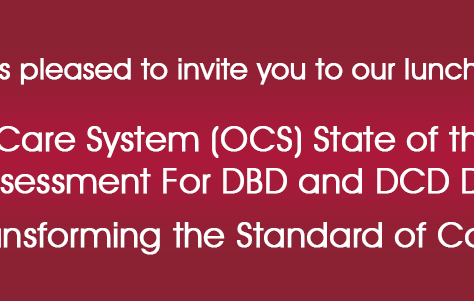 s pleased to invite you to our lunch
Care System (OCS) State of th
sessment For DBD and DCD D
ansforming the Standard of Ca